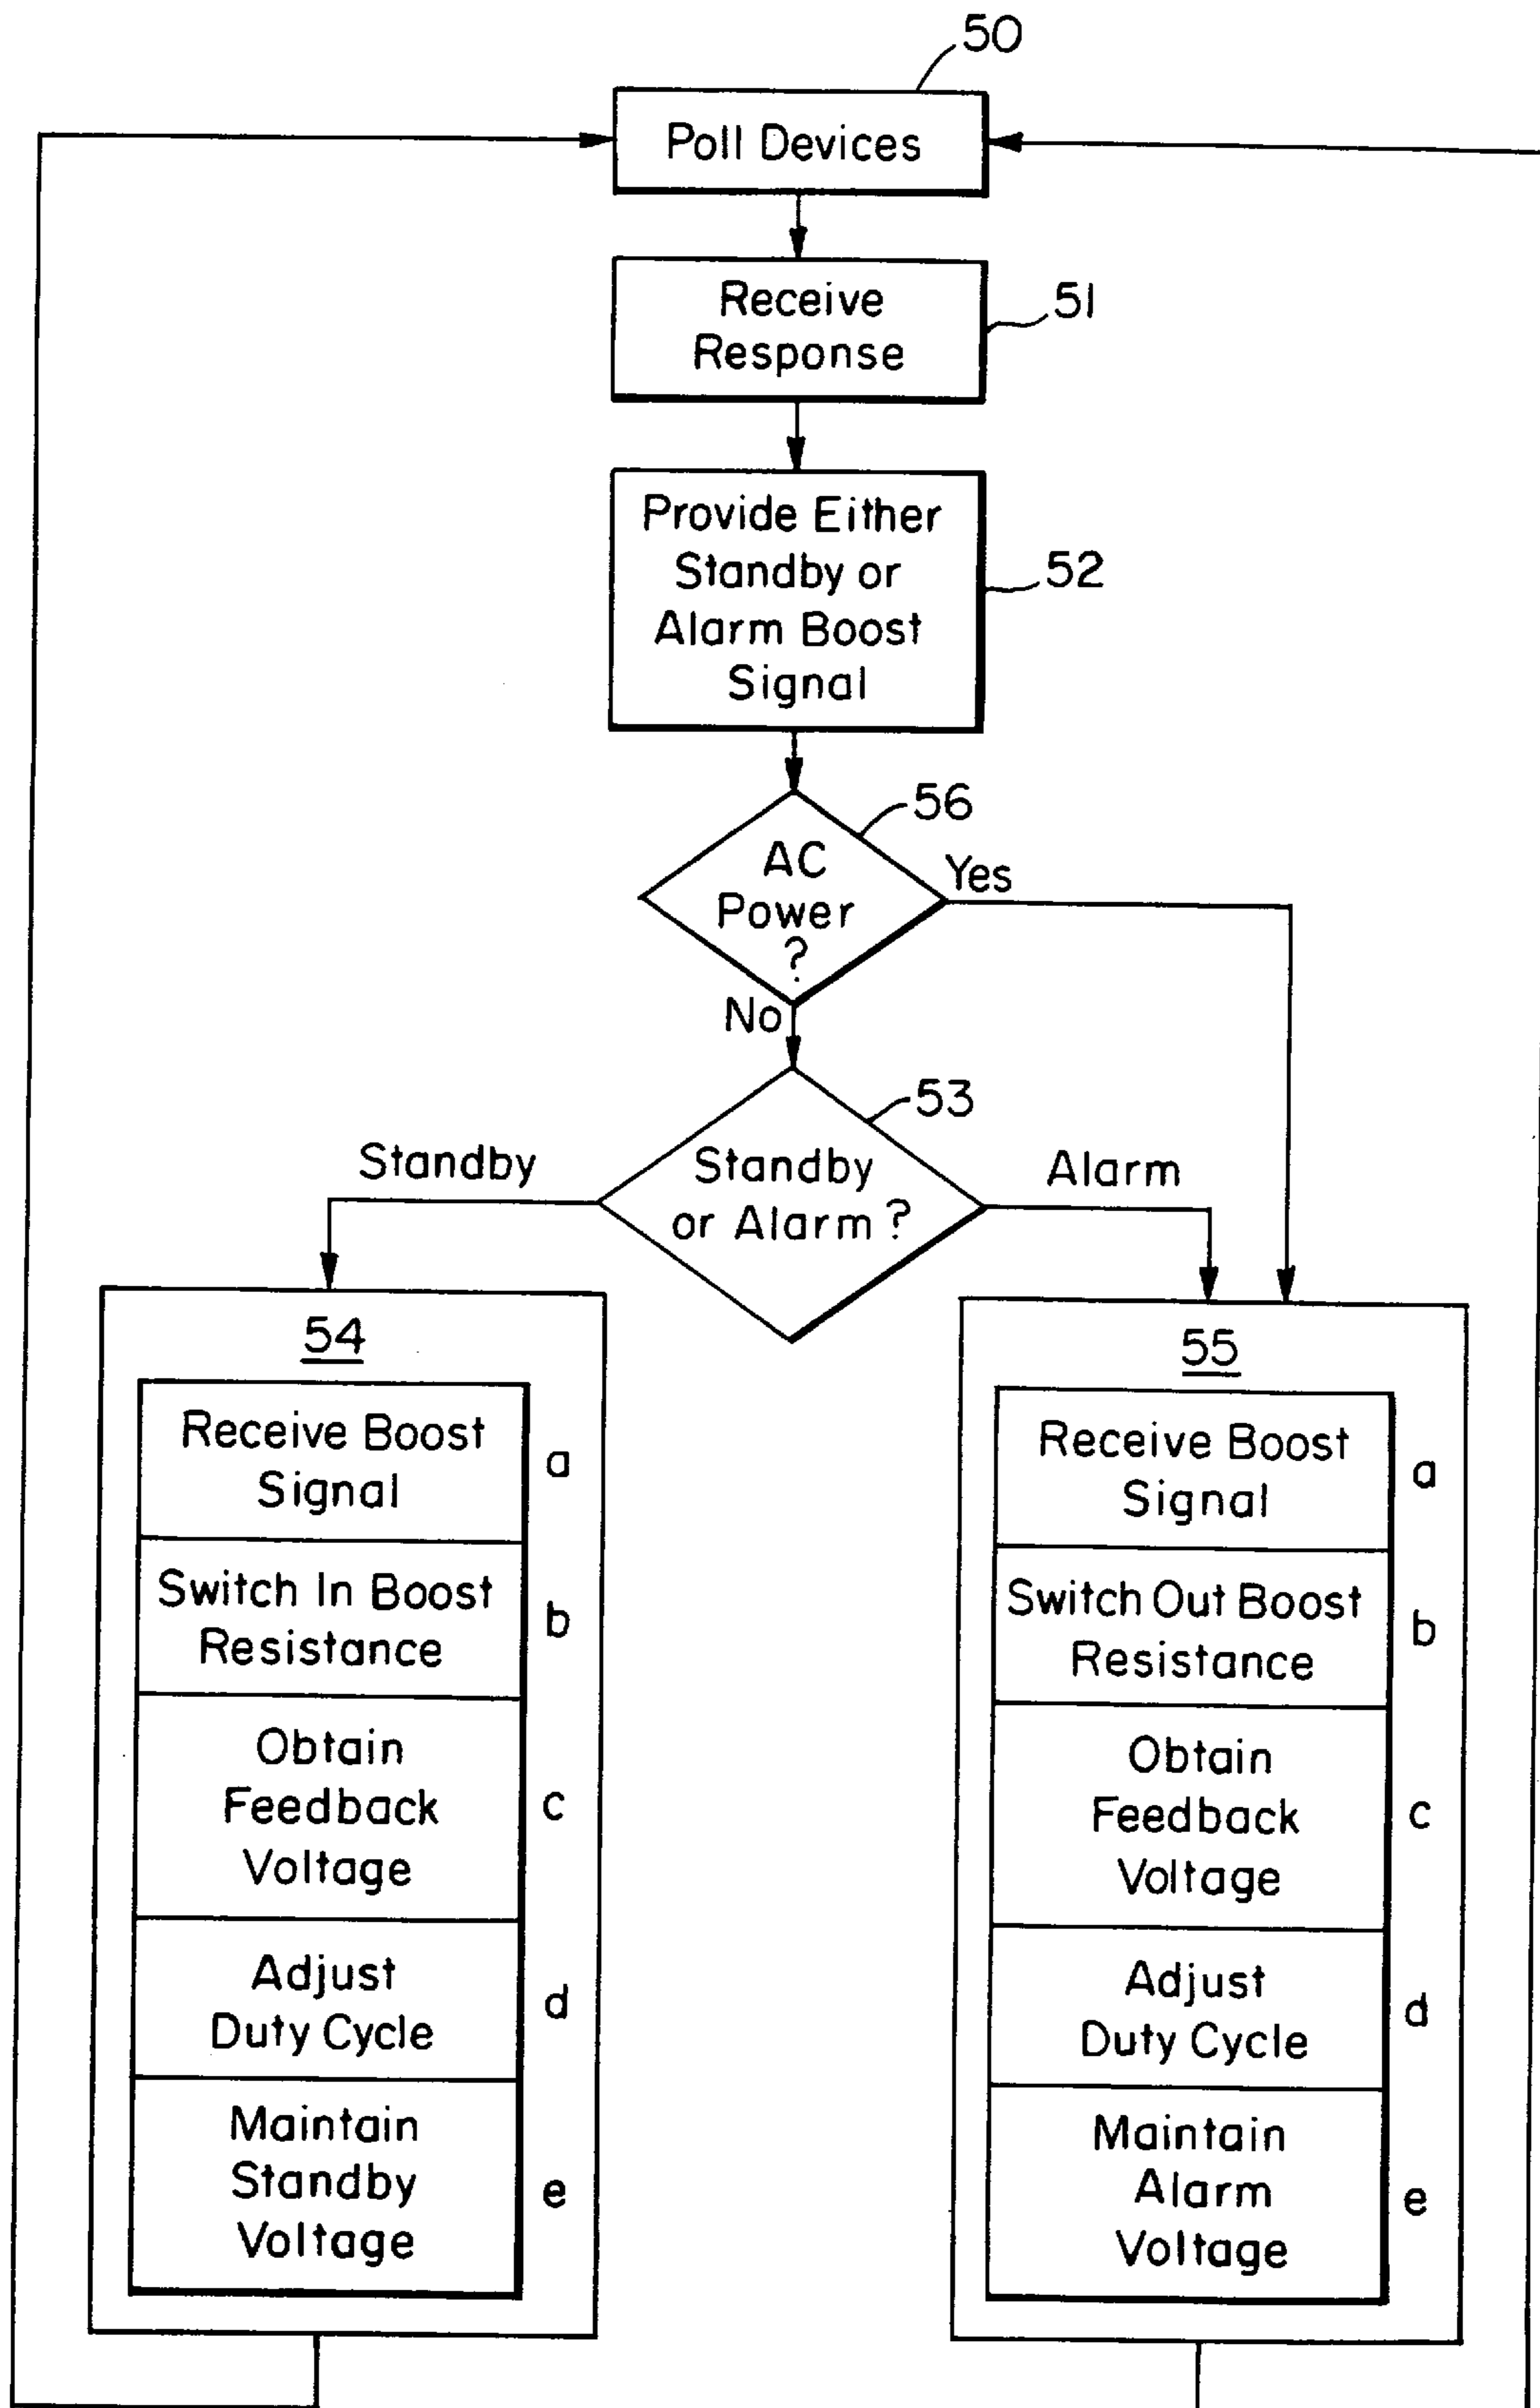 50
Poll Devices
Receive
Response
51
Provide Either
Standby or
Alarm Boost
Signal
52
56
AC
Power
?
Yes
No
53
Standby
Standby
or Alarm?
Alarm
54
Receive Boost
Signal
a
Switch In Boost
Resistance
b
Obtain
Feedback
Voltage
c
Adjust
Duty Cycle
d
Maintain
Standby
Voltage
e
55
Receive Boost
Signal
a
Switch Out Boost
Resistance
b
Obtain
Feedback
Voltage
c
Adjust
Duty Cycle
d
Maintain
Alarm
Voltage
e